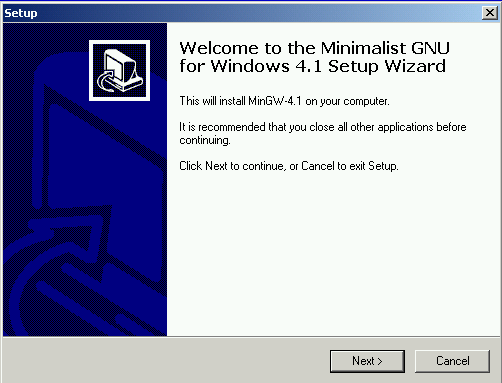 Setup
Welcome to the Minimalist GNU
for Windows 4.1 Setup Wizard
This will install MinGW-4.1 on your computer.
It is recommended that you close all other applications before
continuing.
Click Next to continue, or Cancel to exit Setup.
Next >
Cancel